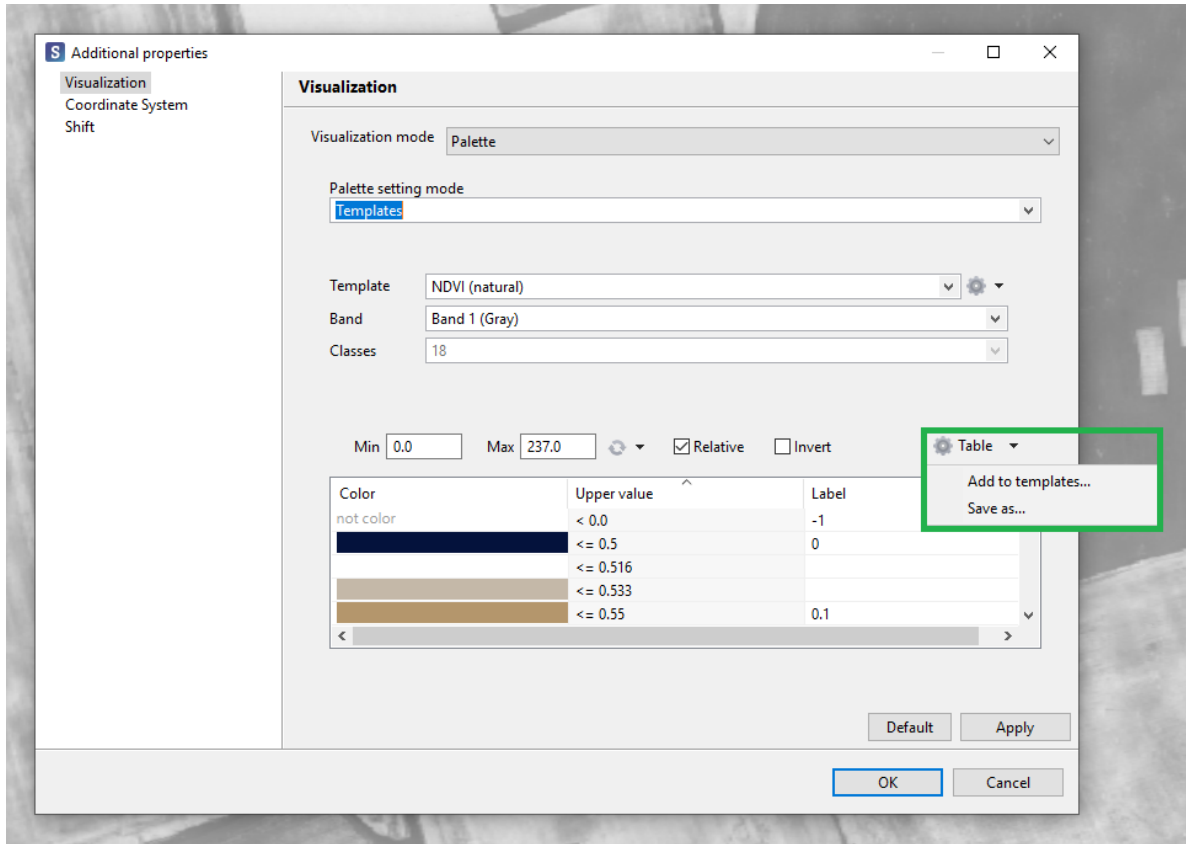 S Additional properties
Visualization
Coordinate System
Shift
Visualization
Visualization mode Palette
Palette setting mode
Templates
Template NDVI (natural)
Band Band 1 (Gray)
Classes 18
Min 0.0 Max 237.0 Relative Invert Table
Add to templates...
Save as...
Color Upper value Label
not color < 0.0 -1
<= 0.5 0
<= 0.516
<= 0.533
<= 0.55 0.1
Default Apply
OK Cancel